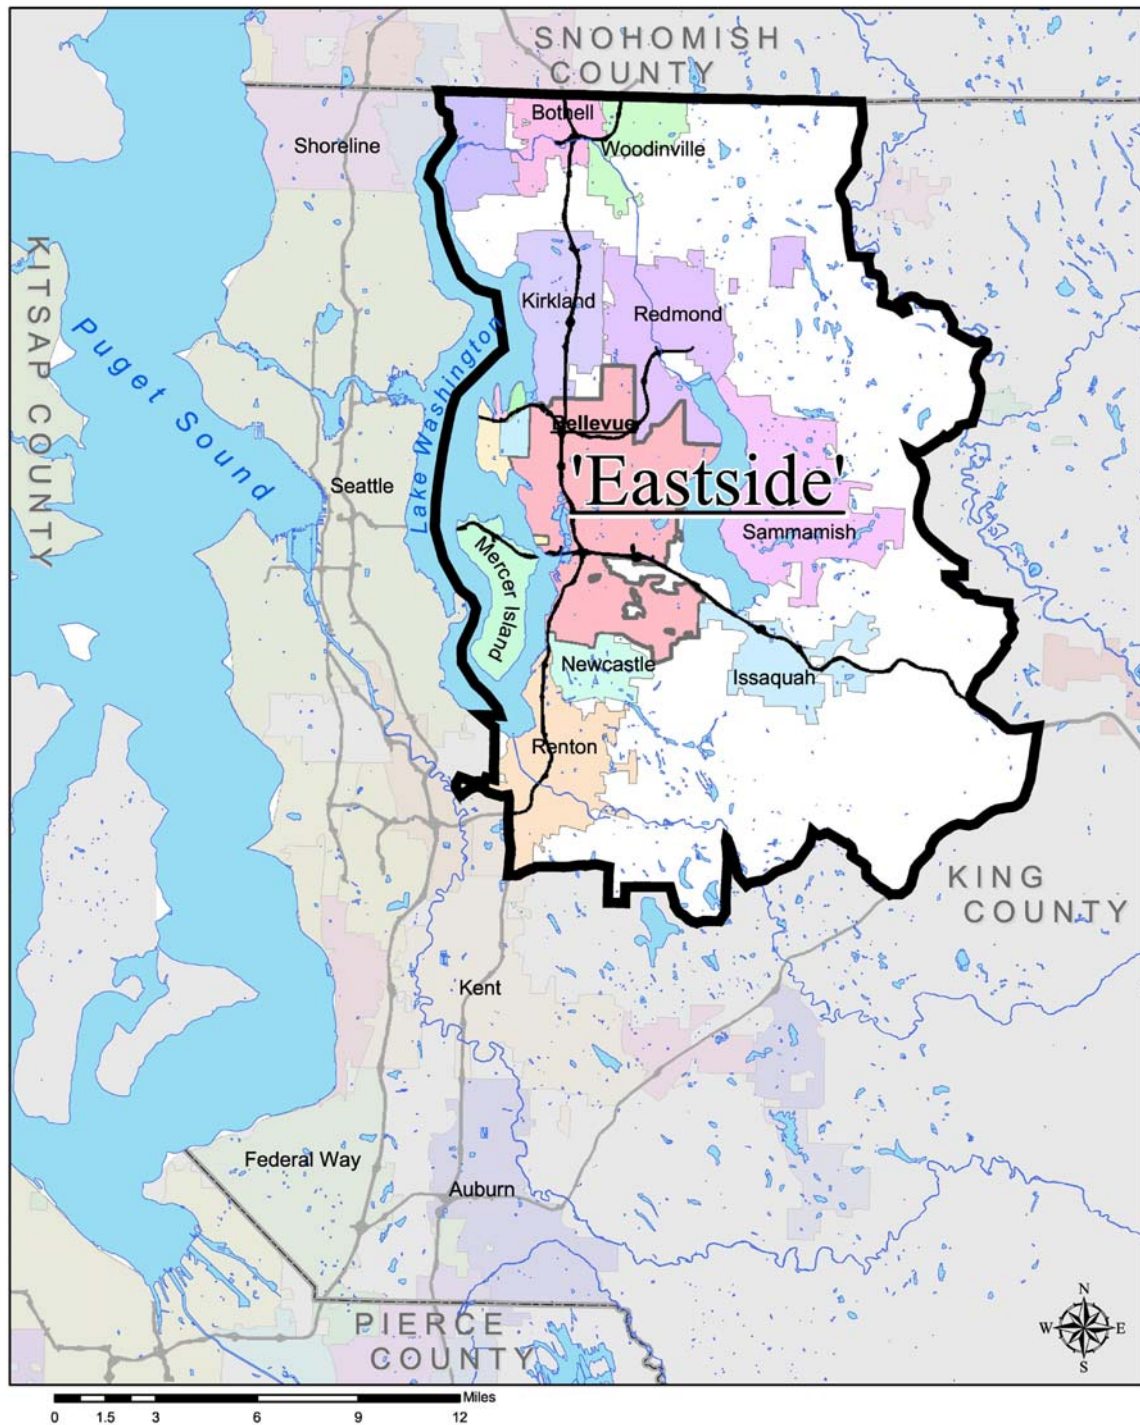 SNOHOMISH
COUNTY
Bothell
Shoreline
Woodinville
KITSAP COUNTY
Kirkland
Redmond
Puget Sound
Lake Washington
Bellevue
'Eastside'
Seattle
Sammamish
Mercer Island
Newcastle
Issaquah
Renton
KING
COUNTY
Kent
Federal Way
Auburn
PIERCE
COUNTY
N
W
E
S
Miles
0 1.5 3 6 9 12